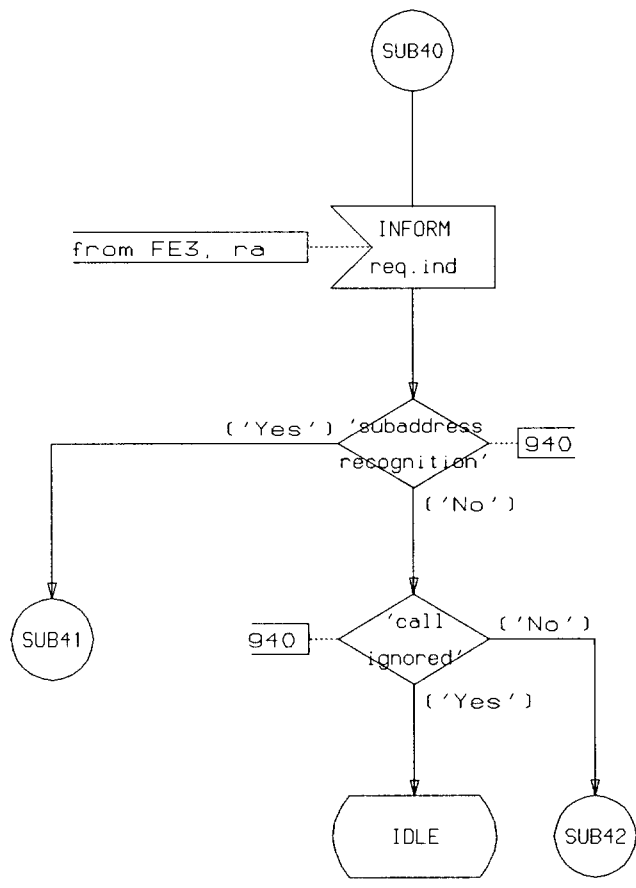 SUB40
INFORM
req.ind
from FE3, ra
('Yes')
'subaddress
recognition'
940
('No')
SUB41
940
'call
ignored'
('No')
('Yes')
IDLE
SUB42